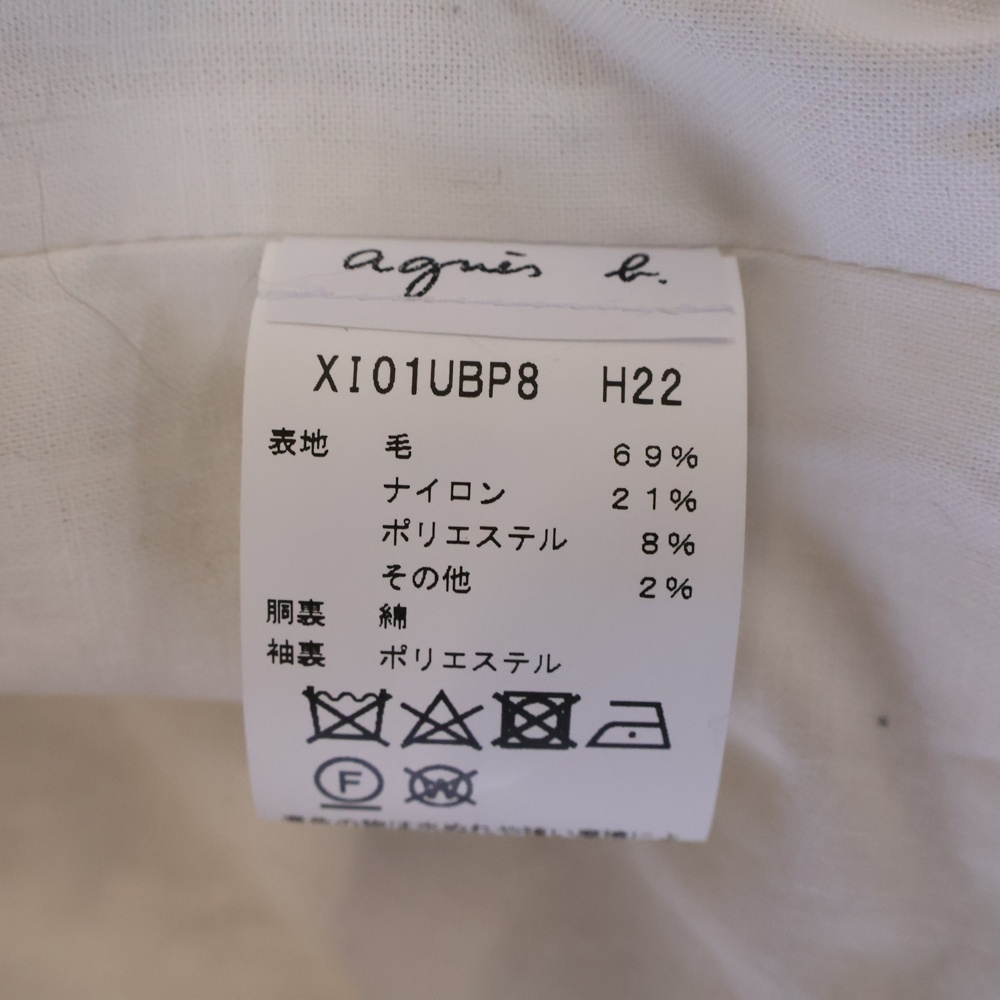 agnès b.
XI01UBP8 H22
表地 毛 69%
ナイロン 21%
ポリエステル 8%
その他 2%
胴裏 綿
袖裏 ポリエステル
F
W